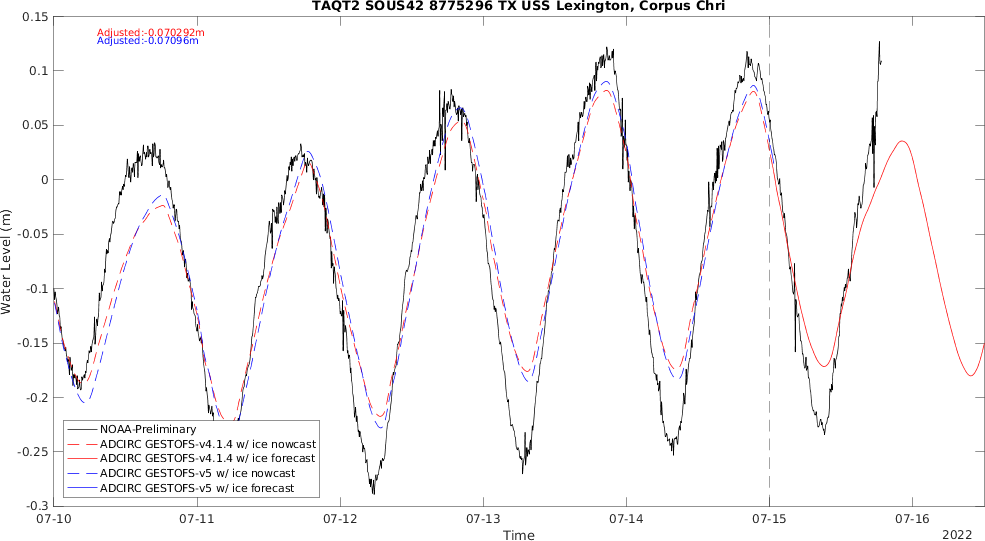 TAQT2 SOUS42 8775296 TX USS Lexington, Corpus Chri
Adjusted:-0.070292m
Adjusted:-0.07096m
0.15
0.1
0.05
0
-0.05
-0.1
-0.15
-0.2
-0.25
-0.3
Water Level (m)
NOAA-Preliminary
ADCIRC GESTOFS-v4.1.4 w/ ice nowcast
ADCIRC GESTOFS-v4.1.4 w/ ice forecast
ADCIRC GESTOFS-v5 w/ ice nowcast
ADCIRC GESTOFS-v5 w/ ice forecast
07-10 07-11 07-12 07-13 07-14 07-15 07-16
Time
2022